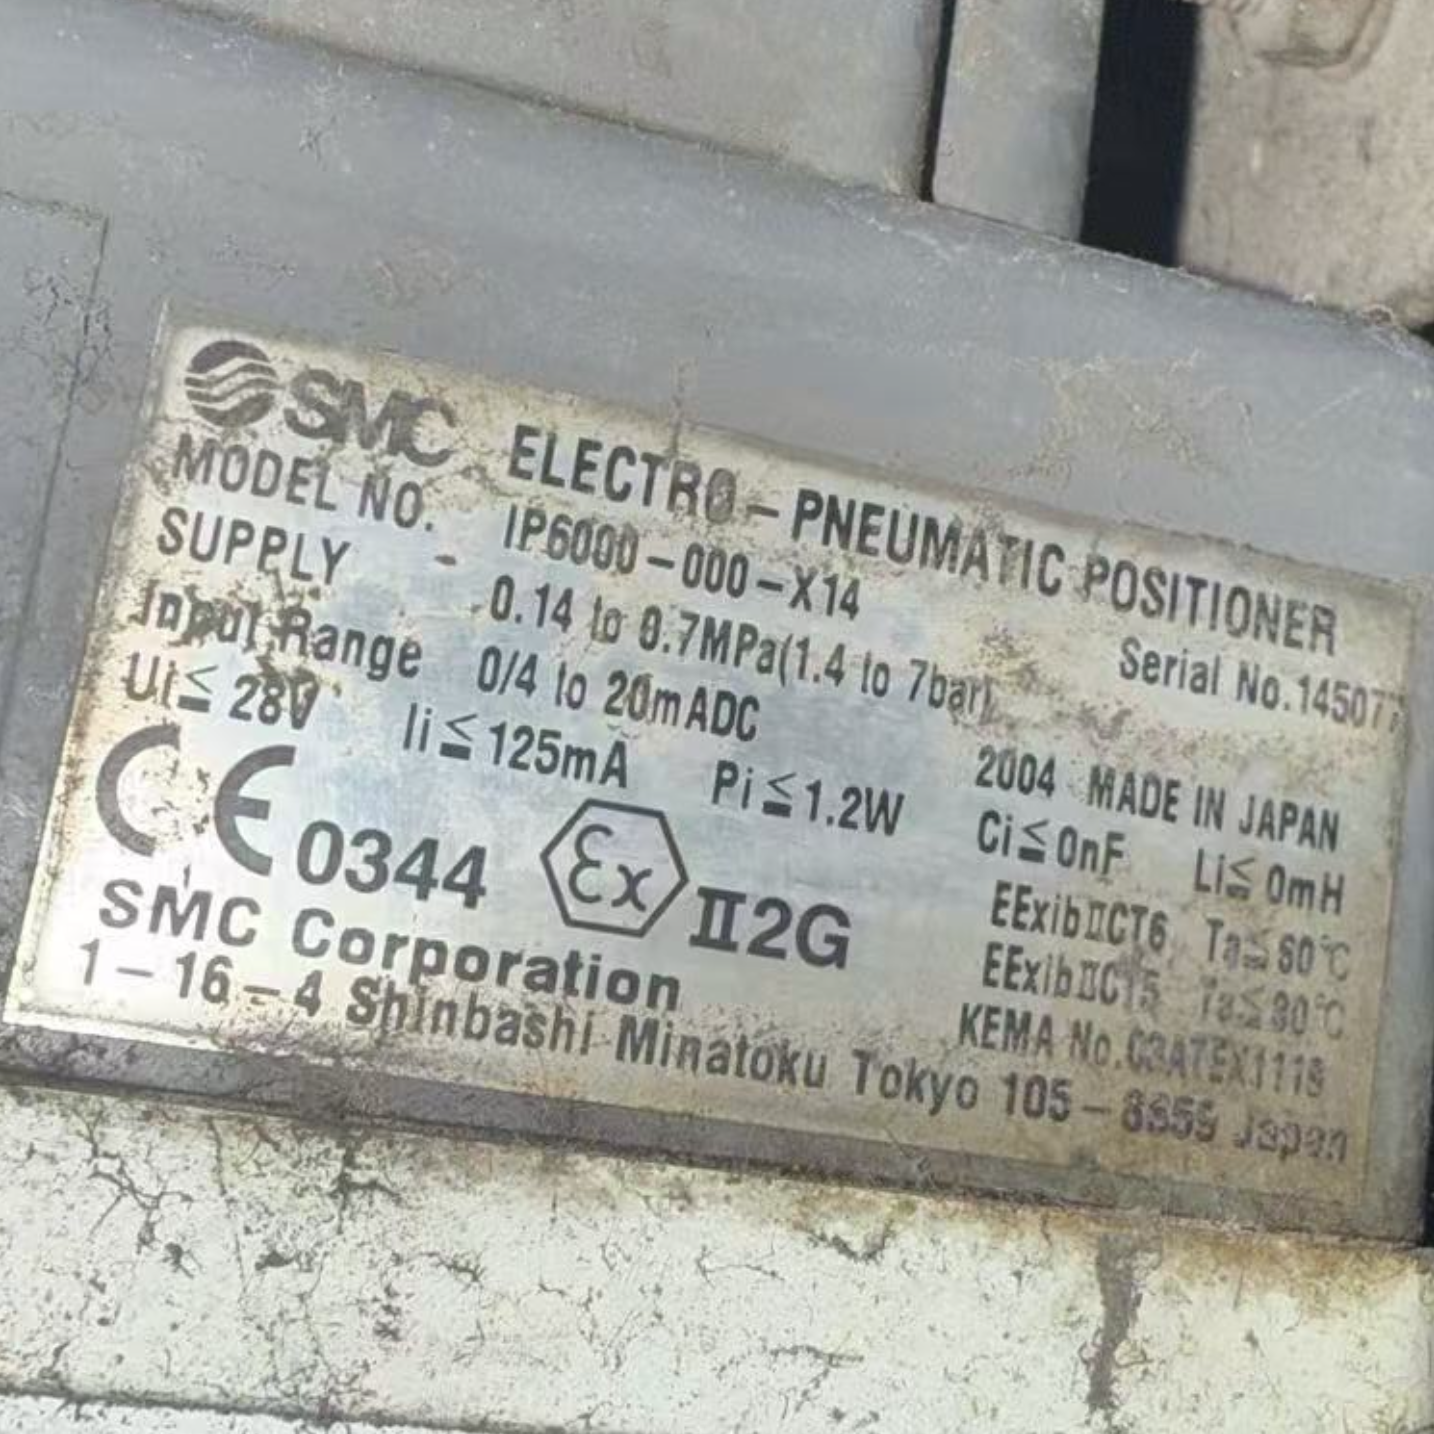 SMC ELECTRO-PNEUMATIC POSITIONER
MODEL NO. IP6000-000-X14 Serial No.
SUPPLY - 0.14 to 0.7MPa(1.4 to 7bar)
Input Range 0/4 to 20mADC 2004 MADE IN JAPAN
Ui≦28V Ii≦125mA Pi≦1.2W Ci≦0nF Li≦0mH
CE 0344 Ex II2G EExibIICT6
EExibIICT5
SMC Corporation KEMA No.
1-16-4 Shinbashi Minatoku Tokyo Japan